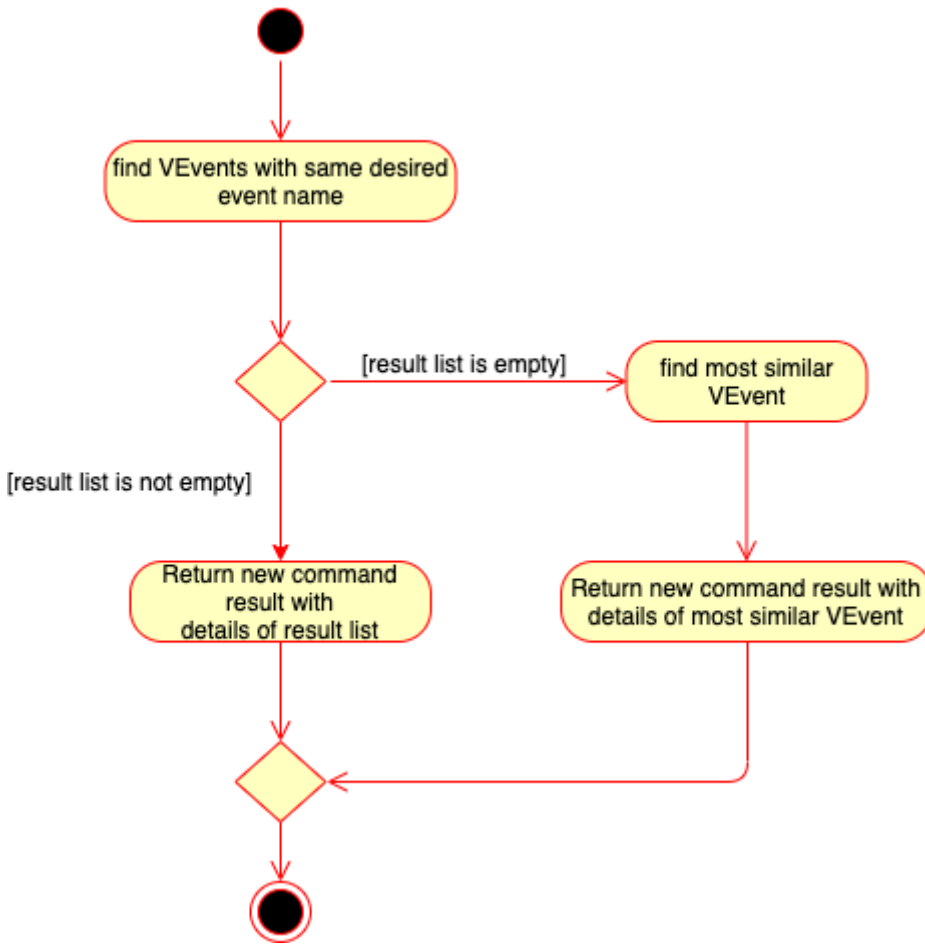 find VEvents with same desired
event name
[result list is empty]
find most similar
VEvent
[result list is not empty]
Return new command
result with
details of result list
Return new command result with
details of most similar VEvent